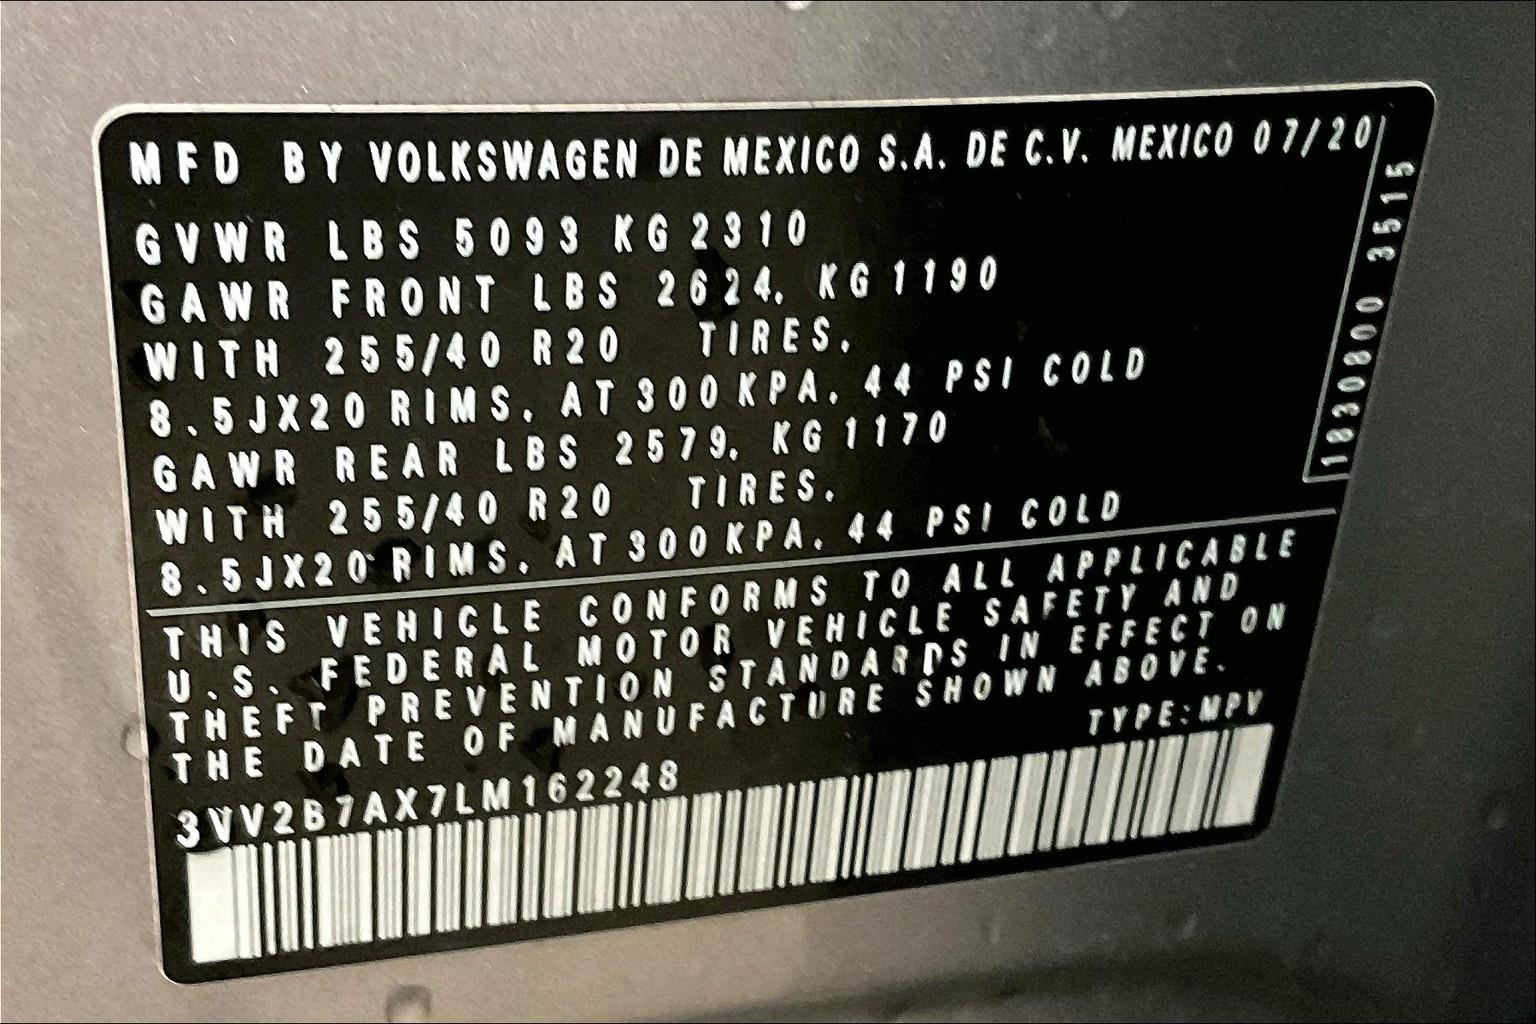 MFD BY VOLKSWAGEN DE MEXICO S.A. DE C.V. MEXICO 07/20
GVWR LBS 5093 KG 2310
GAWR FRONT LBS 2624. KG 1190
WITH 255/40 R20 TIRES.
8.5JX20 RIMS. AT 300 KPA. 44 PSI COLD
GAWR REAR LBS 2579. KG 1170
WITH 255/40 R20 TIRES.
8.5JX20 RIMS. AT 300 KPA. 44 PSI COLD
1830800 3515
THIS VEHICLE CONFORMS TO ALL APPLICABLE
U.S. FEDERAL MOTOR VEHICLE SAFETY AND
THEFT PREVENTION STANDARDS IN EFFECT ON
THE DATE OF MANUFACTURE SHOWN ABOVE.
TYPE:MPV
3VV2B7AX7LM162248